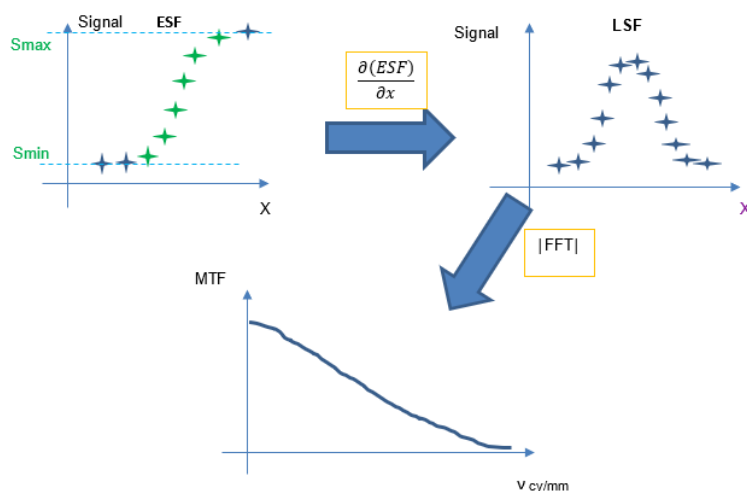 Signal ESF
Smax
Smin
X
∂(ESF)
∂x
Signal
LSF
X
|FFT|
MTF
ν cy/mm